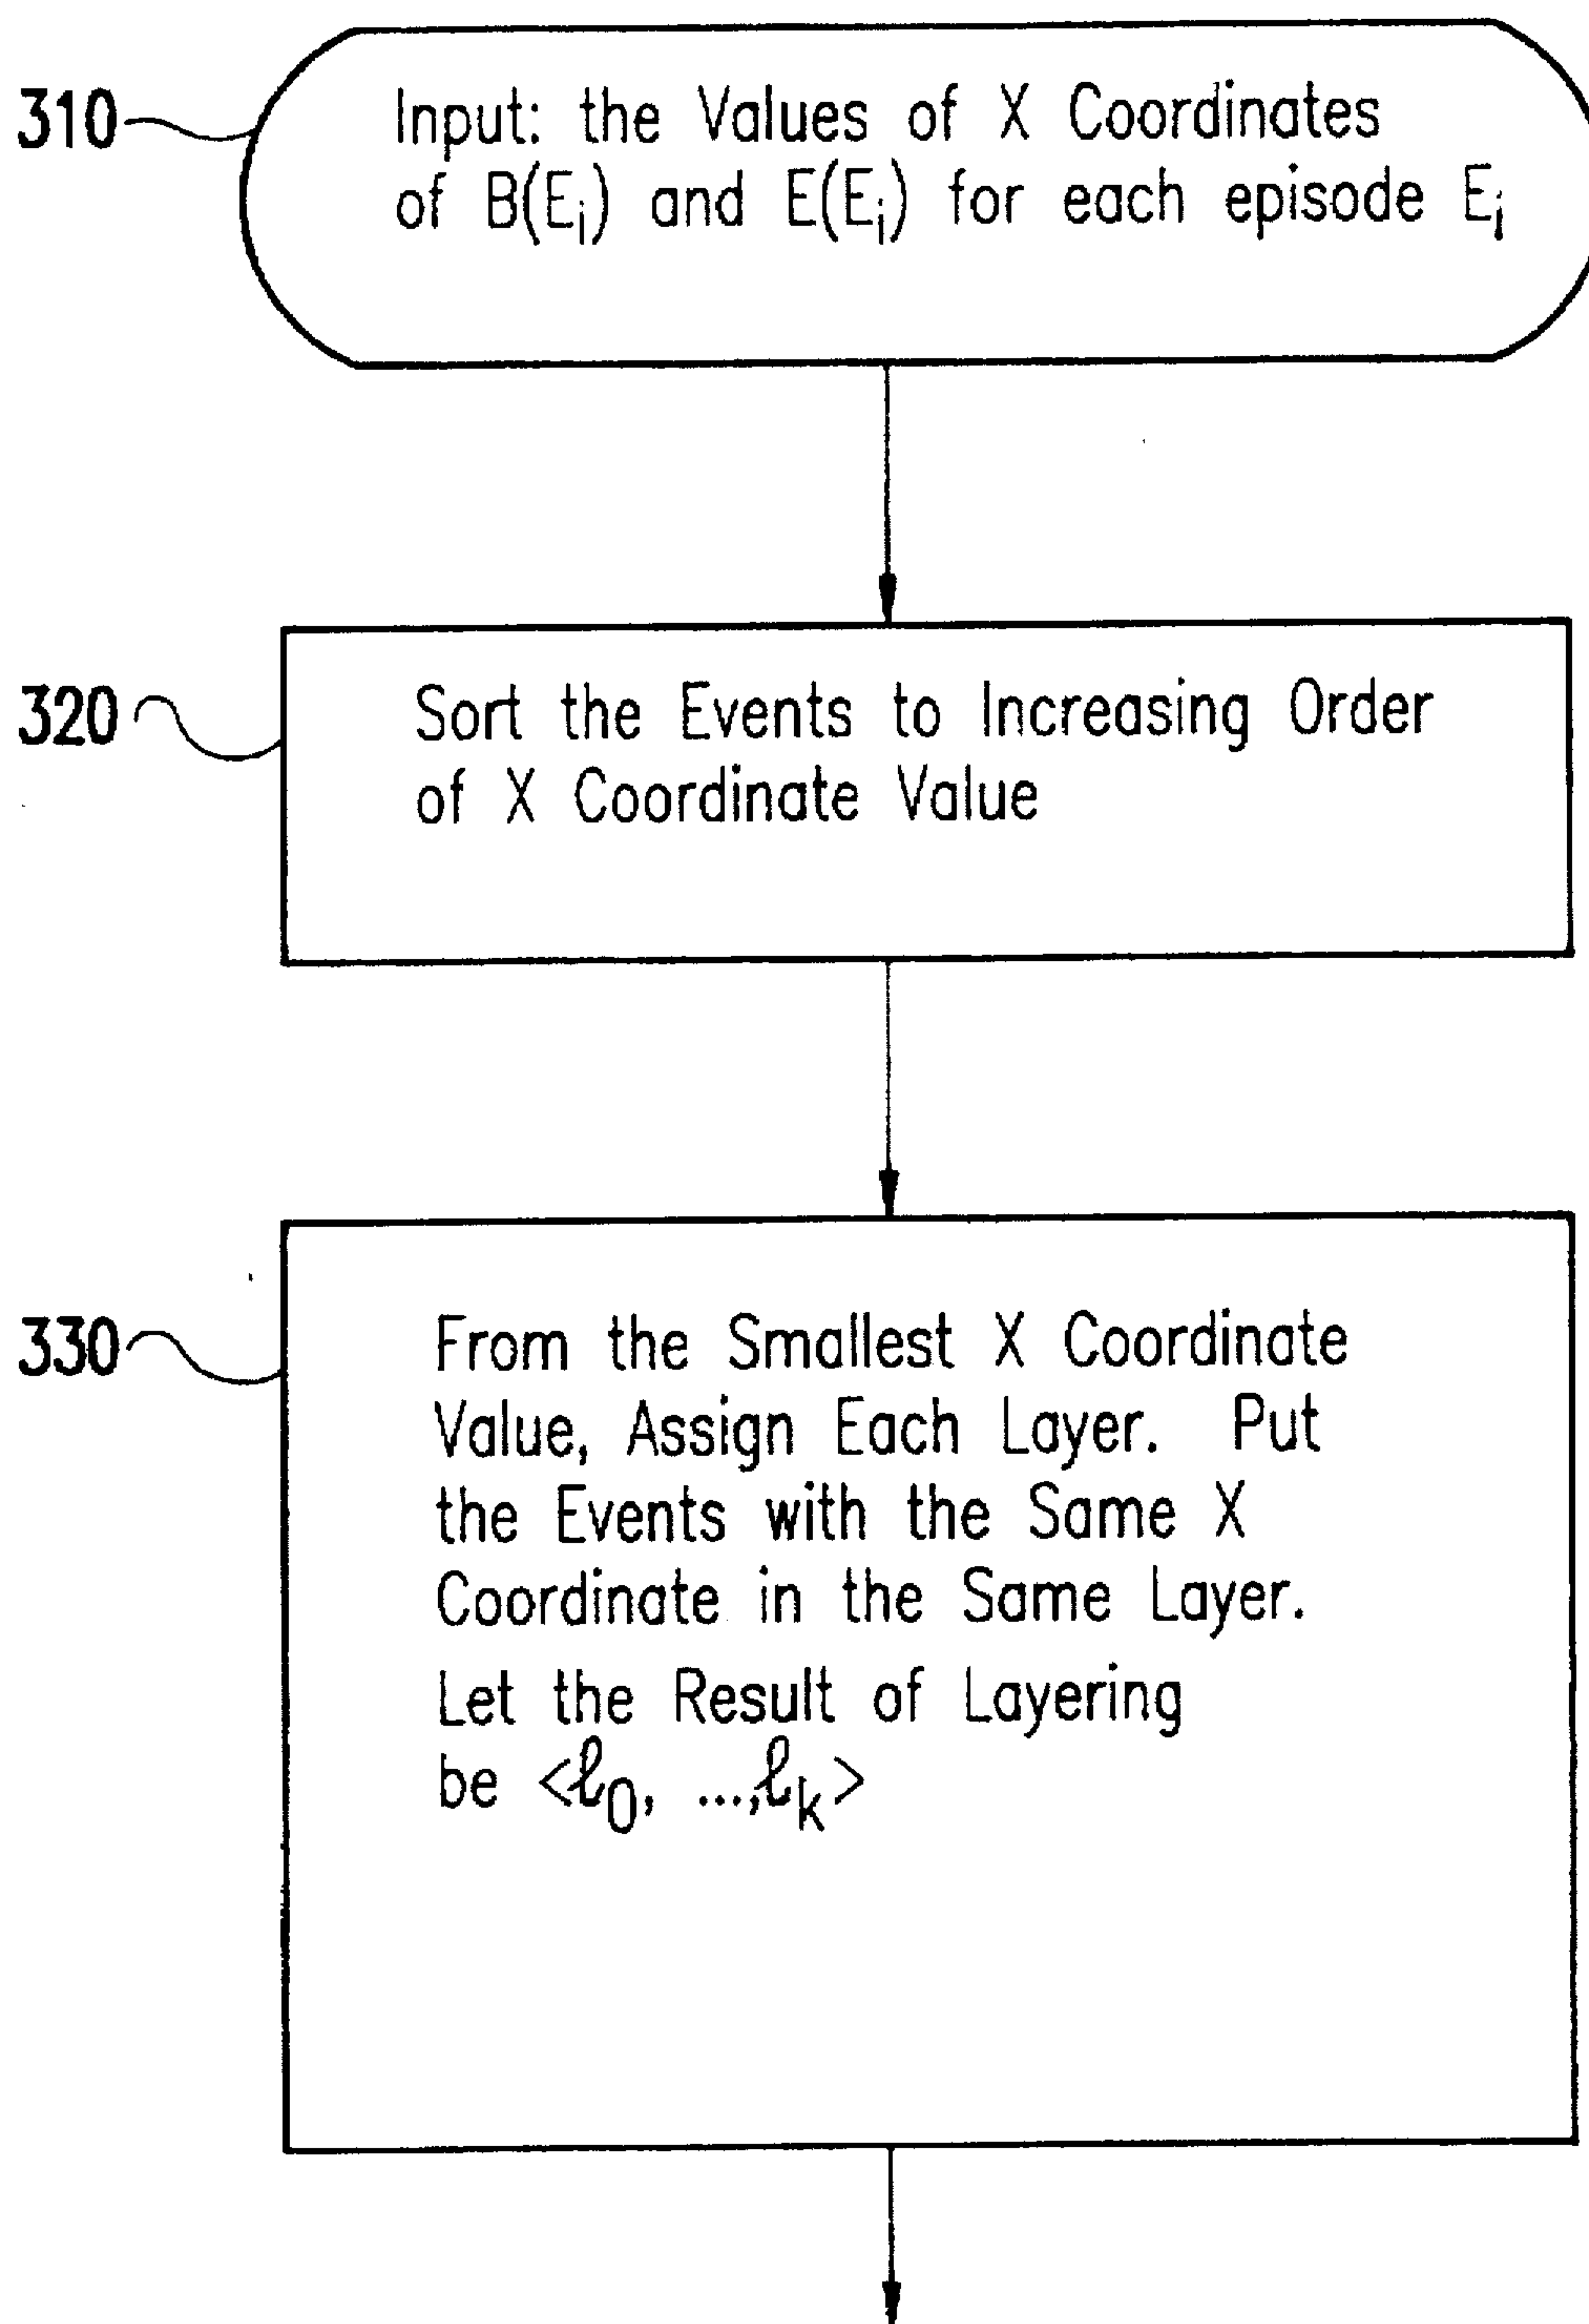 310
Input: the Values of X Coordinates
of B(Eᵢ) and E(Eᵢ) for each episode Eᵢ
320
Sort the Events to Increasing Order
of X Coordinate Value
330
From the Smallest X Coordinate
Value, Assign Each Layer. Put
the Events with the Same X
Coordinate in the Same Layer.
Let the Result of Layering
be <ℓ₀, ...,ℓₖ>